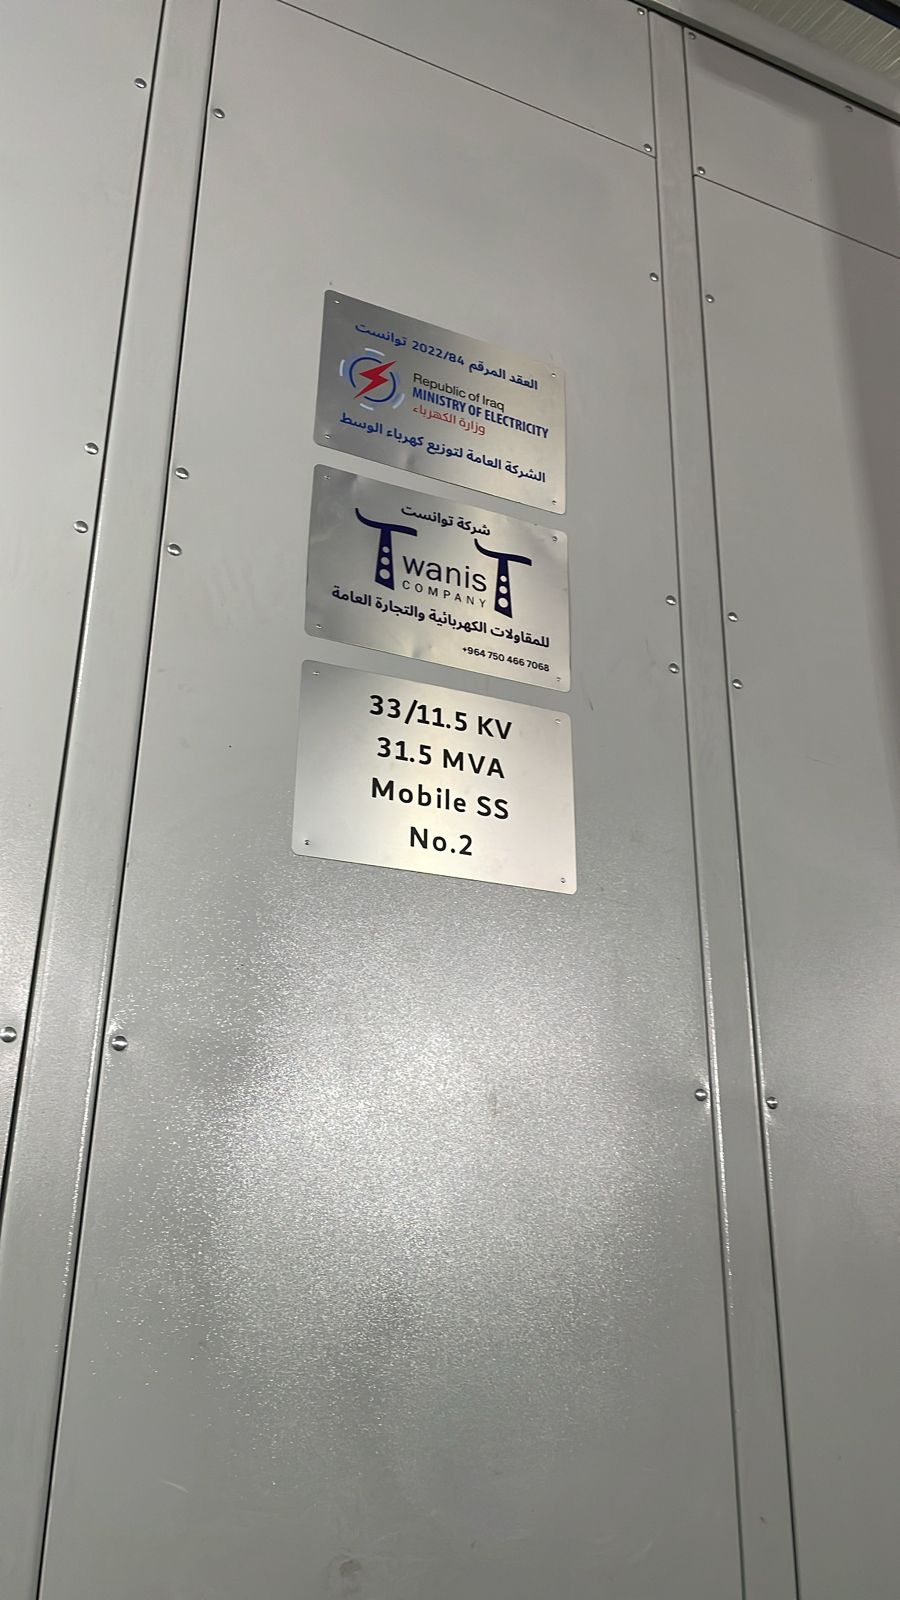 العقد المرقم 2022/84 توانست
Republic of Iraq
MINISTRY OF ELECTRICITY
وزارة الكهرباء
الشركة العامة لتوزيع كهرباء الوسط
شركة توانست
TwanisT
COMPANY
للمقاولات الكهربائية والتجارة العامة
+964 750 466 7068
33/11.5 KV
31.5 MVA
Mobile SS
No.2